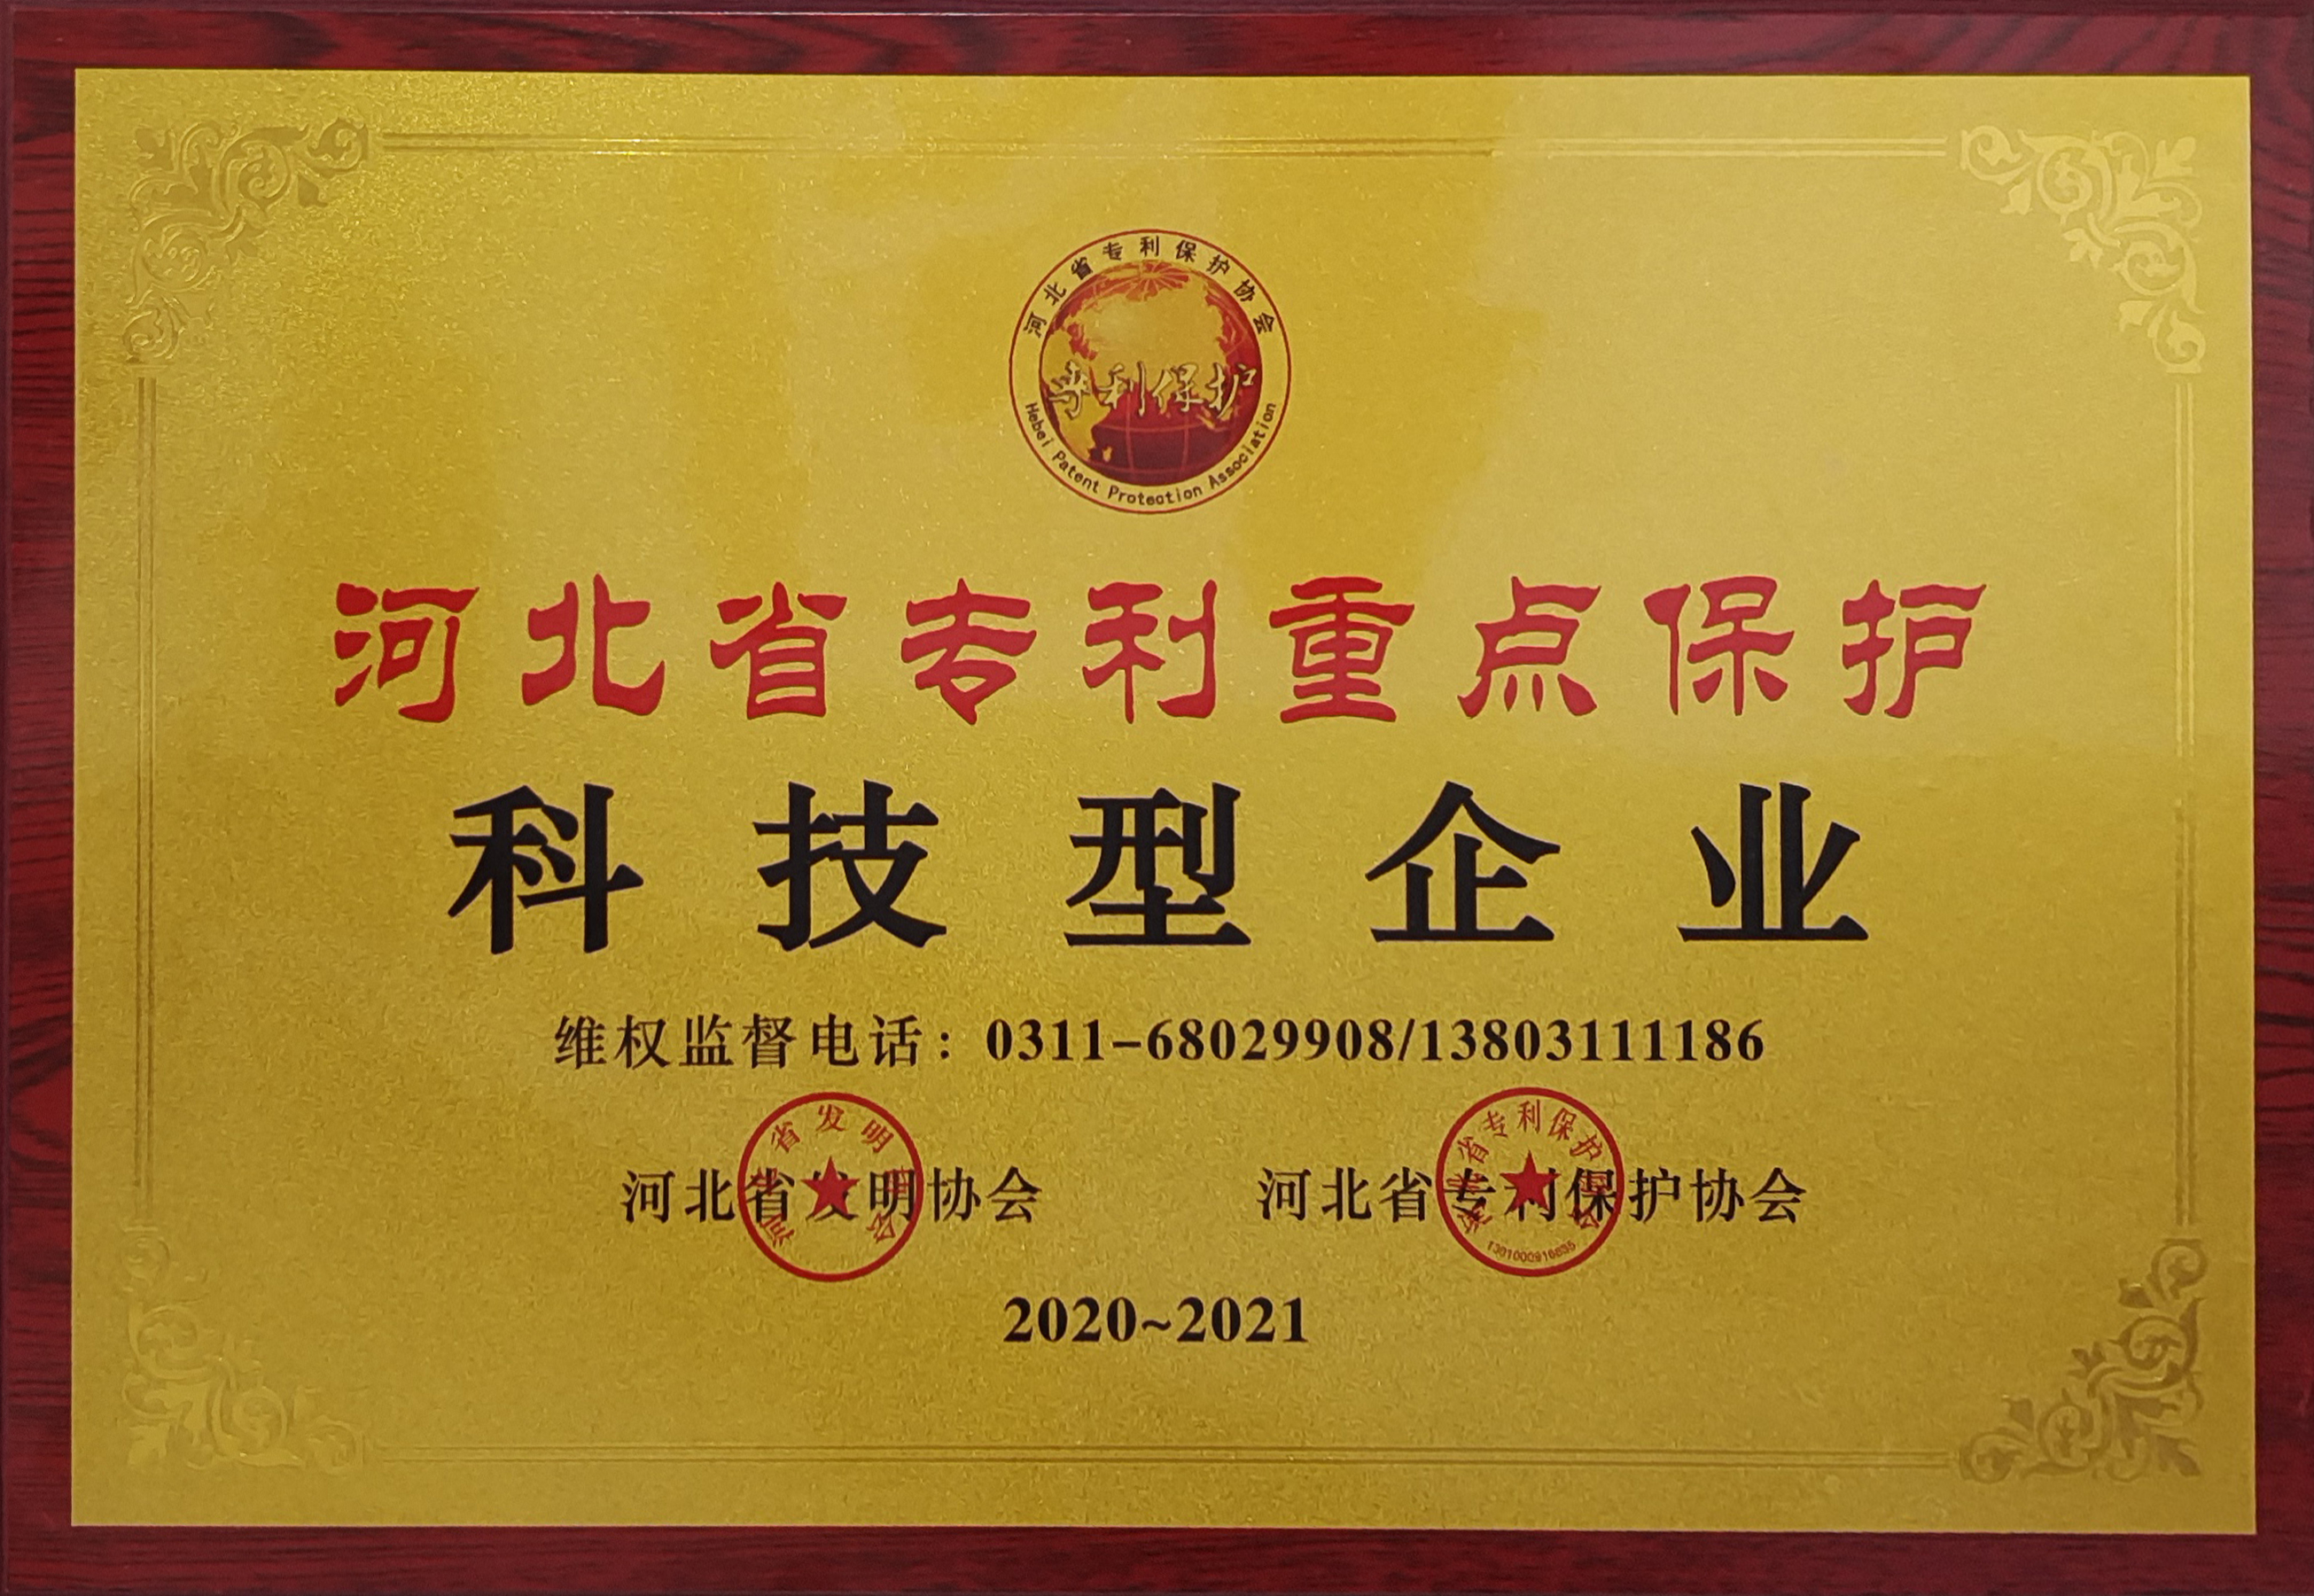 河北省专利保护协会
专利保护
Hebei Patent Protection Association
河北省专利重点保护
科技型企业
维权监督电话：0311-68029908/13803111186
河北省发明协会 河北省专利保护协会
2020~2021